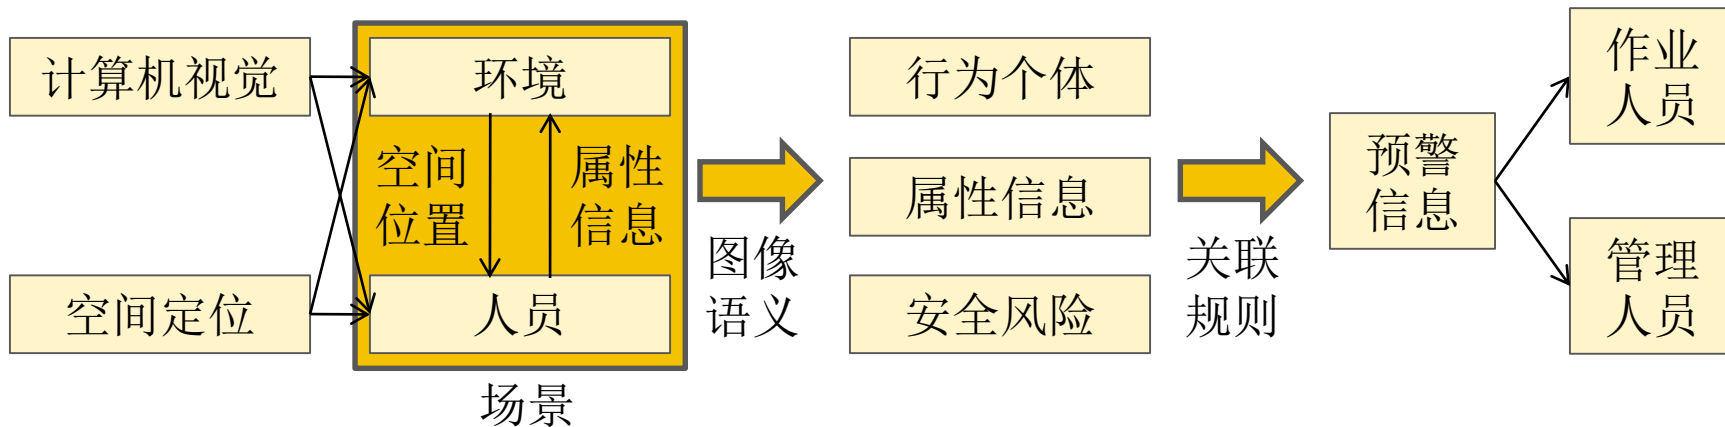 计算机视觉
空间定位
环境
空间
位置
属性
信息
人员
场景
图像
语义
行为个体
属性信息
安全风险
关联
规则
预警
信息
作业
人员
管理
人员